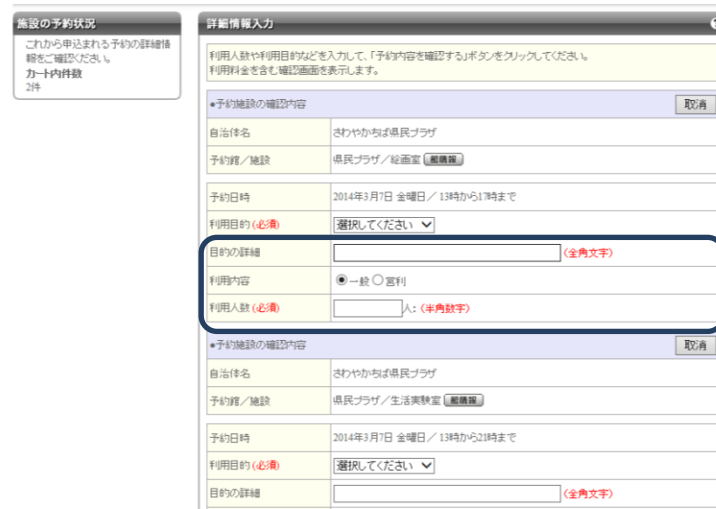 施設の予約状況
これから申込まれる予約の詳細情
報をご確認ください。
カート内件数
2件
詳細情報入力
利用人数や利用目的などを入力して、「予約内容を確認する」ボタンをクリックしてください。
利用料金を含む確認画面を表示します。
●予約施設の確認内容 取消
自治体名 さわやかちば県民プラザ
予約館／施設 県民プラザ／絵画室 館情報
予約日時 2014年3月7日 金曜日／ 13時から17時まで
利用目的 (必須) 選択してください
目的の詳細 (全角文字)
利用内容 一般 営利
利用人数 (必須) 人: (半角数字)
●予約施設の確認内容 取消
自治体名 さわやかちば県民プラザ
予約館／施設 県民プラザ／生活実験室 館情報
予約日時 2014年3月7日 金曜日／ 13時から21時まで
利用目的 (必須) 選択してください
目的の詳細 (全角文字)